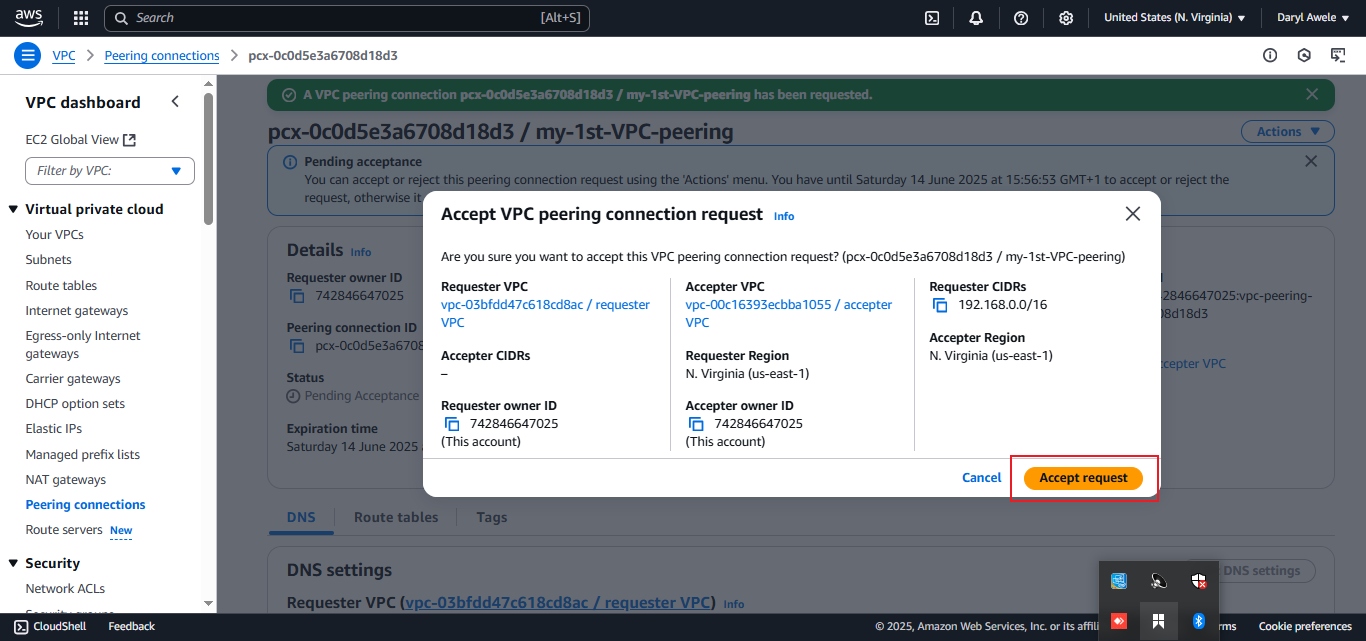 aws
Search
[Alt+S]
United States (N. Virginia)
Daryl Awele
VPC
Peering connections
pcx-0c0d5e3a6708d18d3
VPC dashboard
EC2 Global View
Filter by VPC:
Virtual private cloud
Your VPCs
Subnets
Route tables
Internet gateways
Egress-only Internet
gateways
Carrier gateways
DHCP option sets
Elastic IPs
Managed prefix lists
NAT gateways
Peering connections
Route servers New
Security
Network ACLs
A VPC peering connection pcx-0c0d5e3a6708d18d3 / my-1st-VPC-peering has been requested.
pcx-0c0d5e3a6708d18d3 / my-1st-VPC-peering
Actions
Pending acceptance
You can accept or reject this peering connection request using the 'Actions' menu. You have until Saturday 14 June 2025 at 15:56:53 GMT+1 to accept or reject the
request, otherwise it
Details Info
Requester owner ID
742846647025
Peering connection ID
pcx-0c0d5e3a6708
Status
Pending Acceptance
Expiration time
Saturday 14 June 2025
2846647025:vpc-peering-
08d18d3
ccepter VPC
Accept VPC peering connection request Info
Are you sure you want to accept this VPC peering connection request? (pcx-0c0d5e3a6708d18d3 / my-1st-VPC-peering)
Requester VPC
vpc-03bfdd47c618cd8ac / requester
VPC
Accepter CIDRs
–
Requester owner ID
742846647025
(This account)
Accepter VPC
vpc-00c16393ecbba1055 / accepter
VPC
Requester Region
N. Virginia (us-east-1)
Accepter owner ID
742846647025
(This account)
Requester CIDRs
192.168.0.0/16
Accepter Region
N. Virginia (us-east-1)
Cancel
Accept request
DNS
Route tables
Tags
DNS settings
DNS settings
Requester VPC (vpc-03bfdd47c618cd8ac / requester VPC) Info
CloudShell
Feedback
© 2025, Amazon Web Services, Inc. or its affili
rms
Cookie preferences